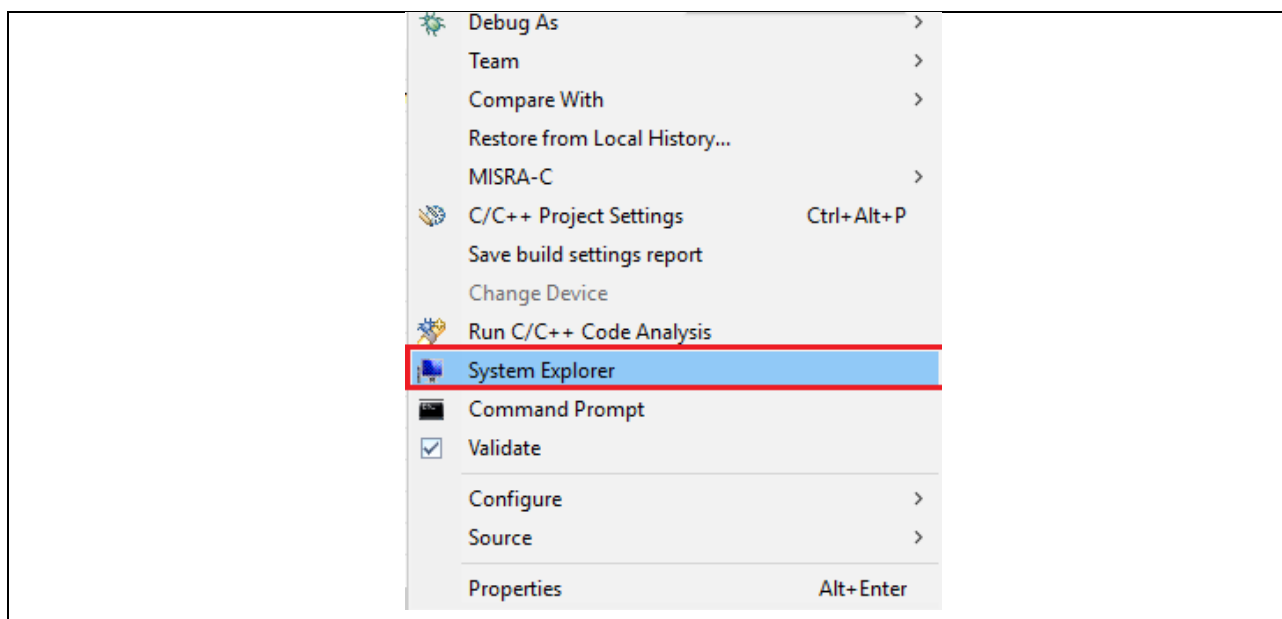 Debug As
Team
Compare With
Restore from Local History...
MISRA-C
C/C++ Project Settings Ctrl+Alt+P
Save build settings report
Change Device
Run C/C++ Code Analysis
System Explorer
Command Prompt
Validate
Configure
Source
Properties Alt+Enter